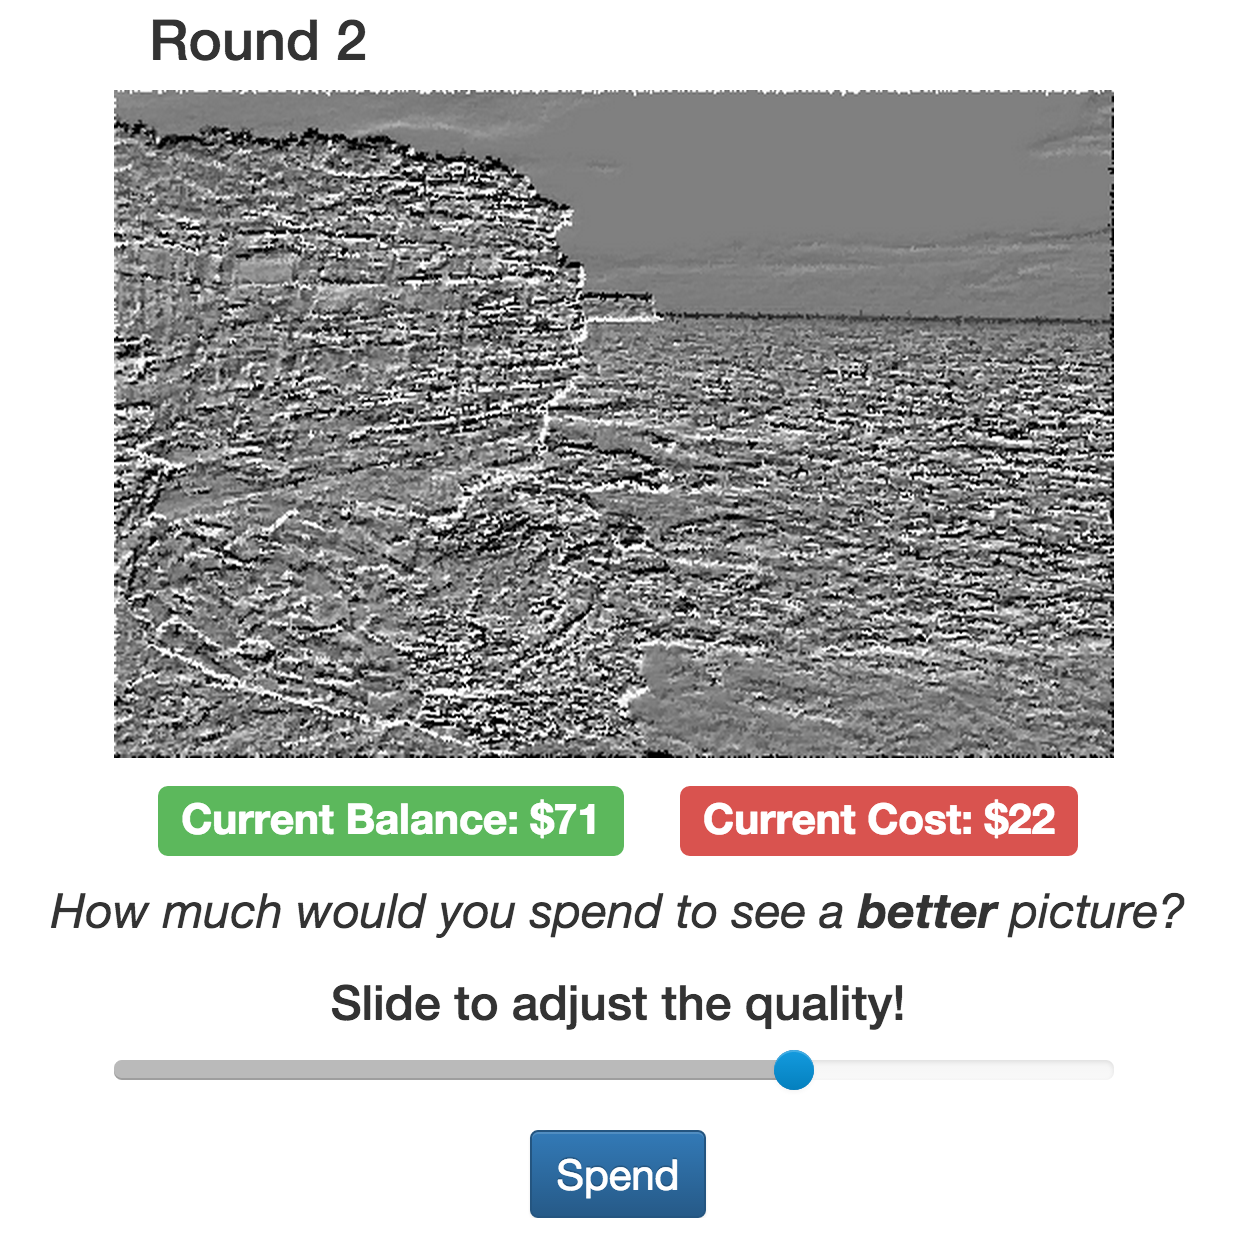 Round 2
Current Balance: $71
Current Cost: $22
How much would you spend to see a better picture?
Slide to adjust the quality!
Spend